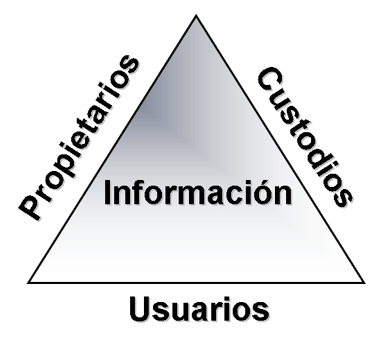 Propietarios
Custodios
Información
Usuarios